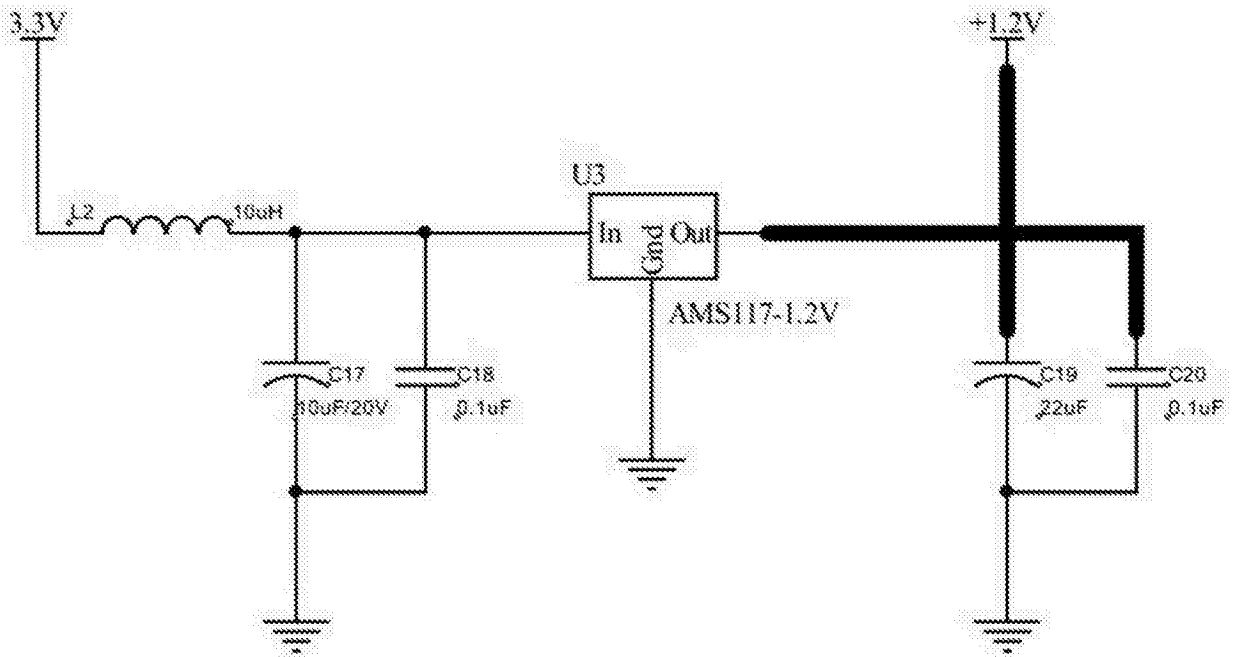 3.3V
+1.2V
U3
L2
10uH
In
Gnd
Out
AMS117-1.2V
C17
10uF/20V
C18
0.1uF
C19
22uF
C20
0.1uF